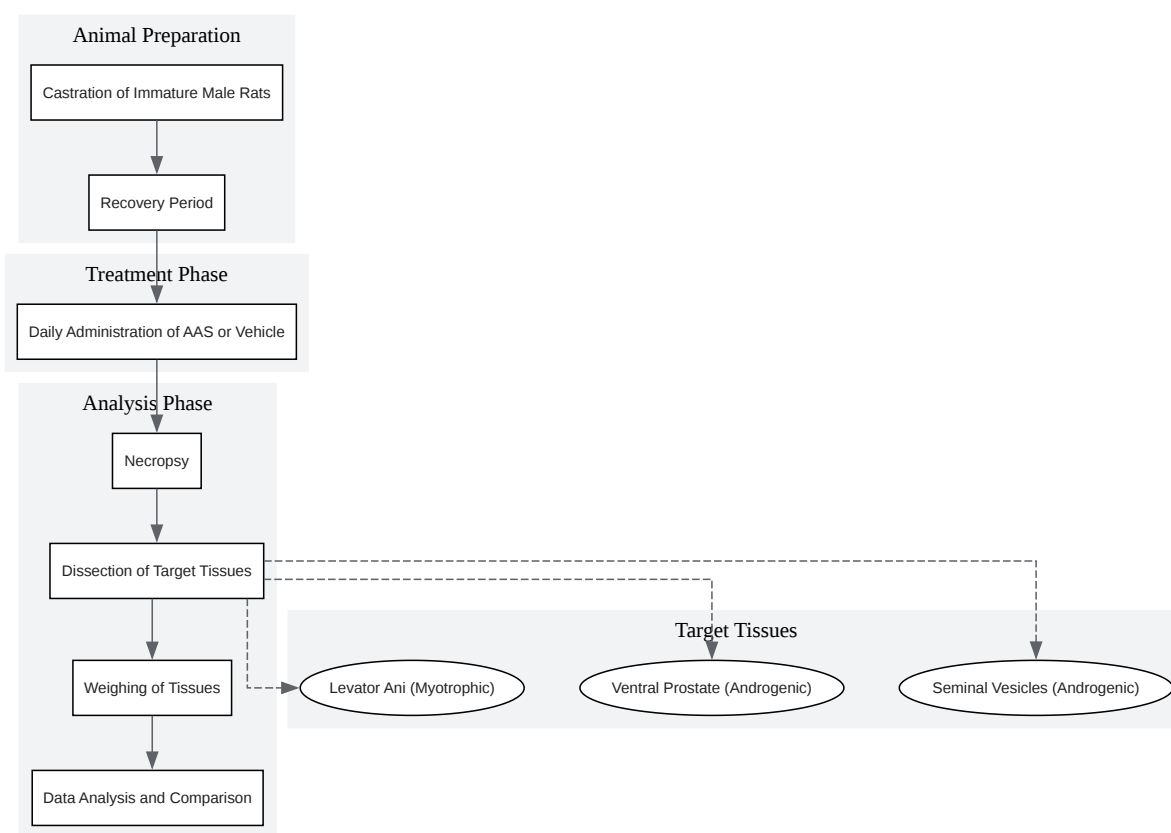 Animal Preparation
Castration of Immature Male Rats
Recovery Period
Treatment Phase
Daily Administration of AAS or Vehicle
Analysis Phase
Necropsy
Dissection of Target Tissues
Target Tissues
Weighing of Tissues
Levator Ani (Myotrophic)
Ventral Prostate (Androgenic)
Seminal Vesicles (Androgenic)
Data Analysis and Comparison